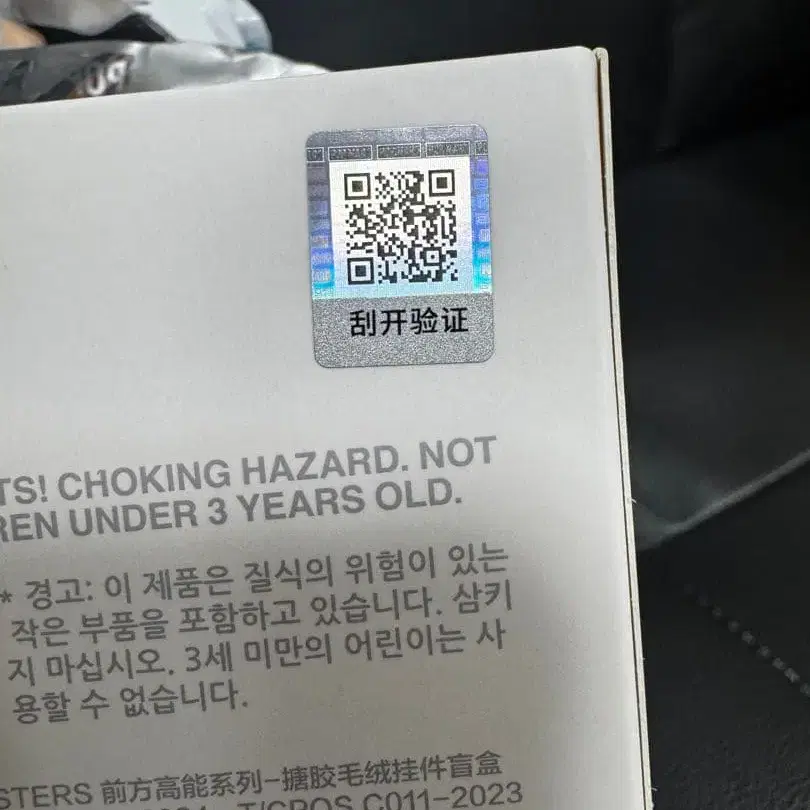 刮开验证
TS! CHOKING HAZARD. NOT
REN UNDER 3 YEARS OLD.
* 경고: 이 제품은 질식의 위험이 있는
작은 부품을 포함하고 있습니다. 삼키
지 마십시오. 3세 미만의 어린이는 사
용할 수 없습니다.
STERS 前方高能系列-搪胶毛绒挂件盲盒
T/CPQS C011-2023